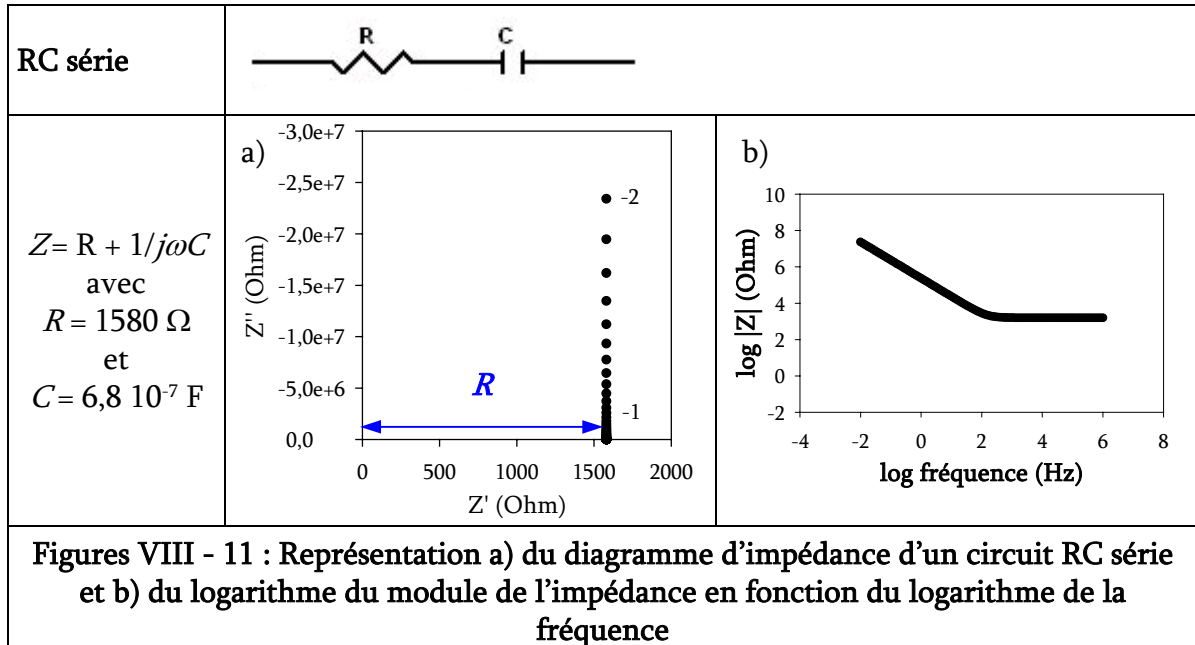 RC série
R
C
Z= R + 1/jωC
avec
R = 1580 Ω
et
C = 6,8 10⁻⁷ F
a)
-3,0e+7
-2,5e+7
-2,0e+7
-1,5e+7
-1,0e+7
-5,0e+6
0,0
Z'' (Ohm)
-2
-1
R
0
500
1000
1500
2000
Z' (Ohm)
b)
10
8
6
4
2
0
-2
log |Z| (Ohm)
-4
-2
0
2
4
6
8
log fréquence (Hz)
Figures VIII - 11 : Représentation a) du diagramme d’impédance d’un circuit RC série
et b) du logarithme du module de l’impédance en fonction du logarithme de la
fréquence